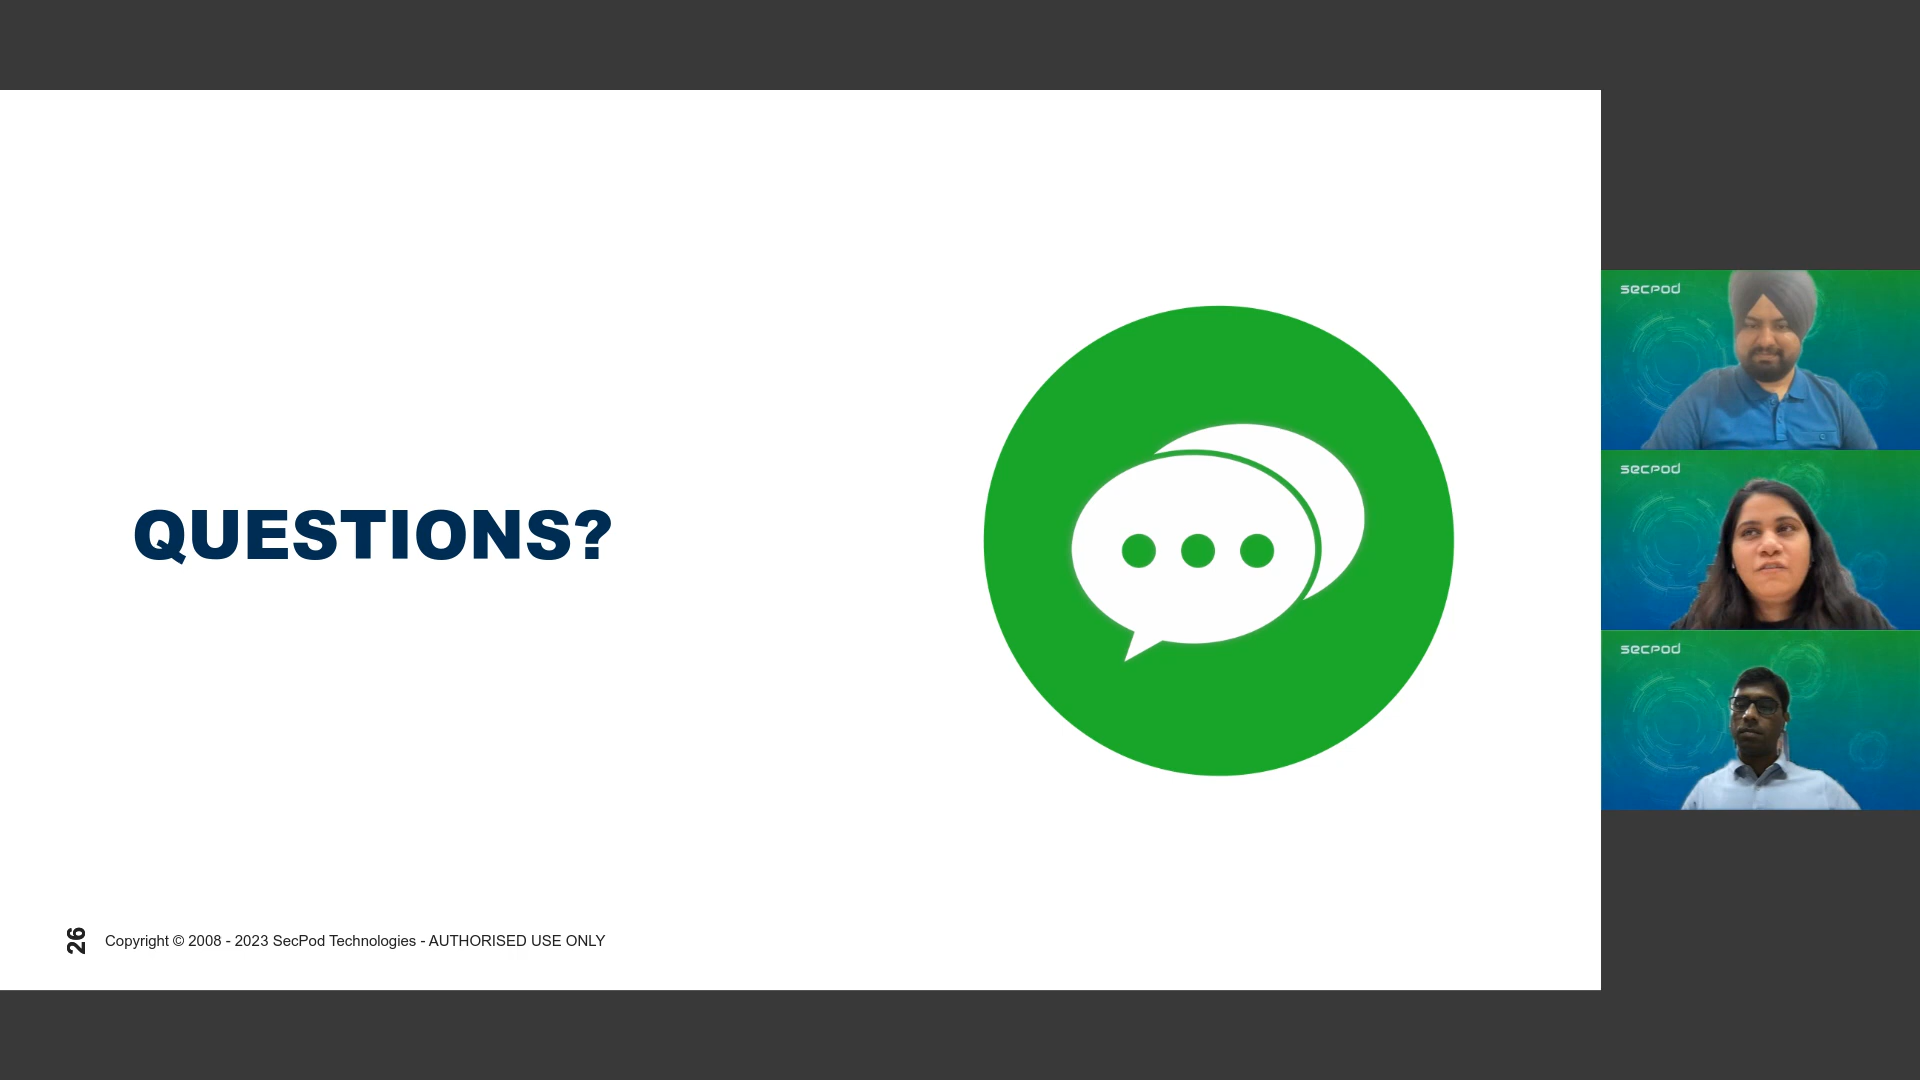 QUESTIONS?
26
Copyright © 2008 - 2023 SecPod Technologies - AUTHORISED USE ONLY
secpod
secpod
secpod